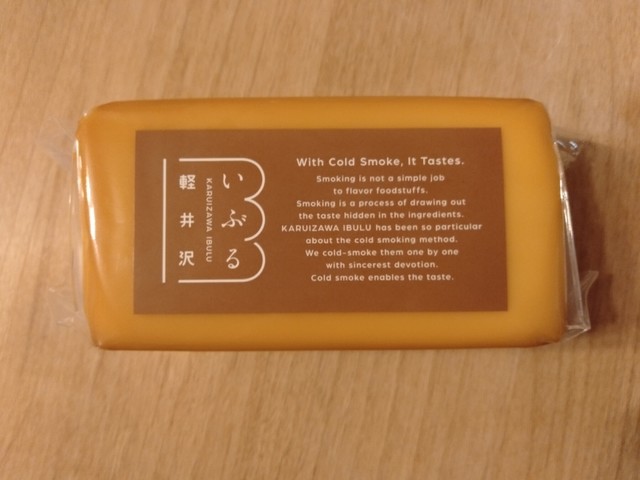 軽井沢
いぶる
KARUIZAWA IBULU
With Cold Smoke, It Tastes.
Smoking is not a simple job
to flavor foodstuffs.
Smoking is a process of drawing out
the taste hidden in the ingredients.
KARUIZAWA IBULU has been so particular
about the cold smoking method.
We cold-smoke them one by one
with sincerest devotion.
Cold smoke enables the taste.